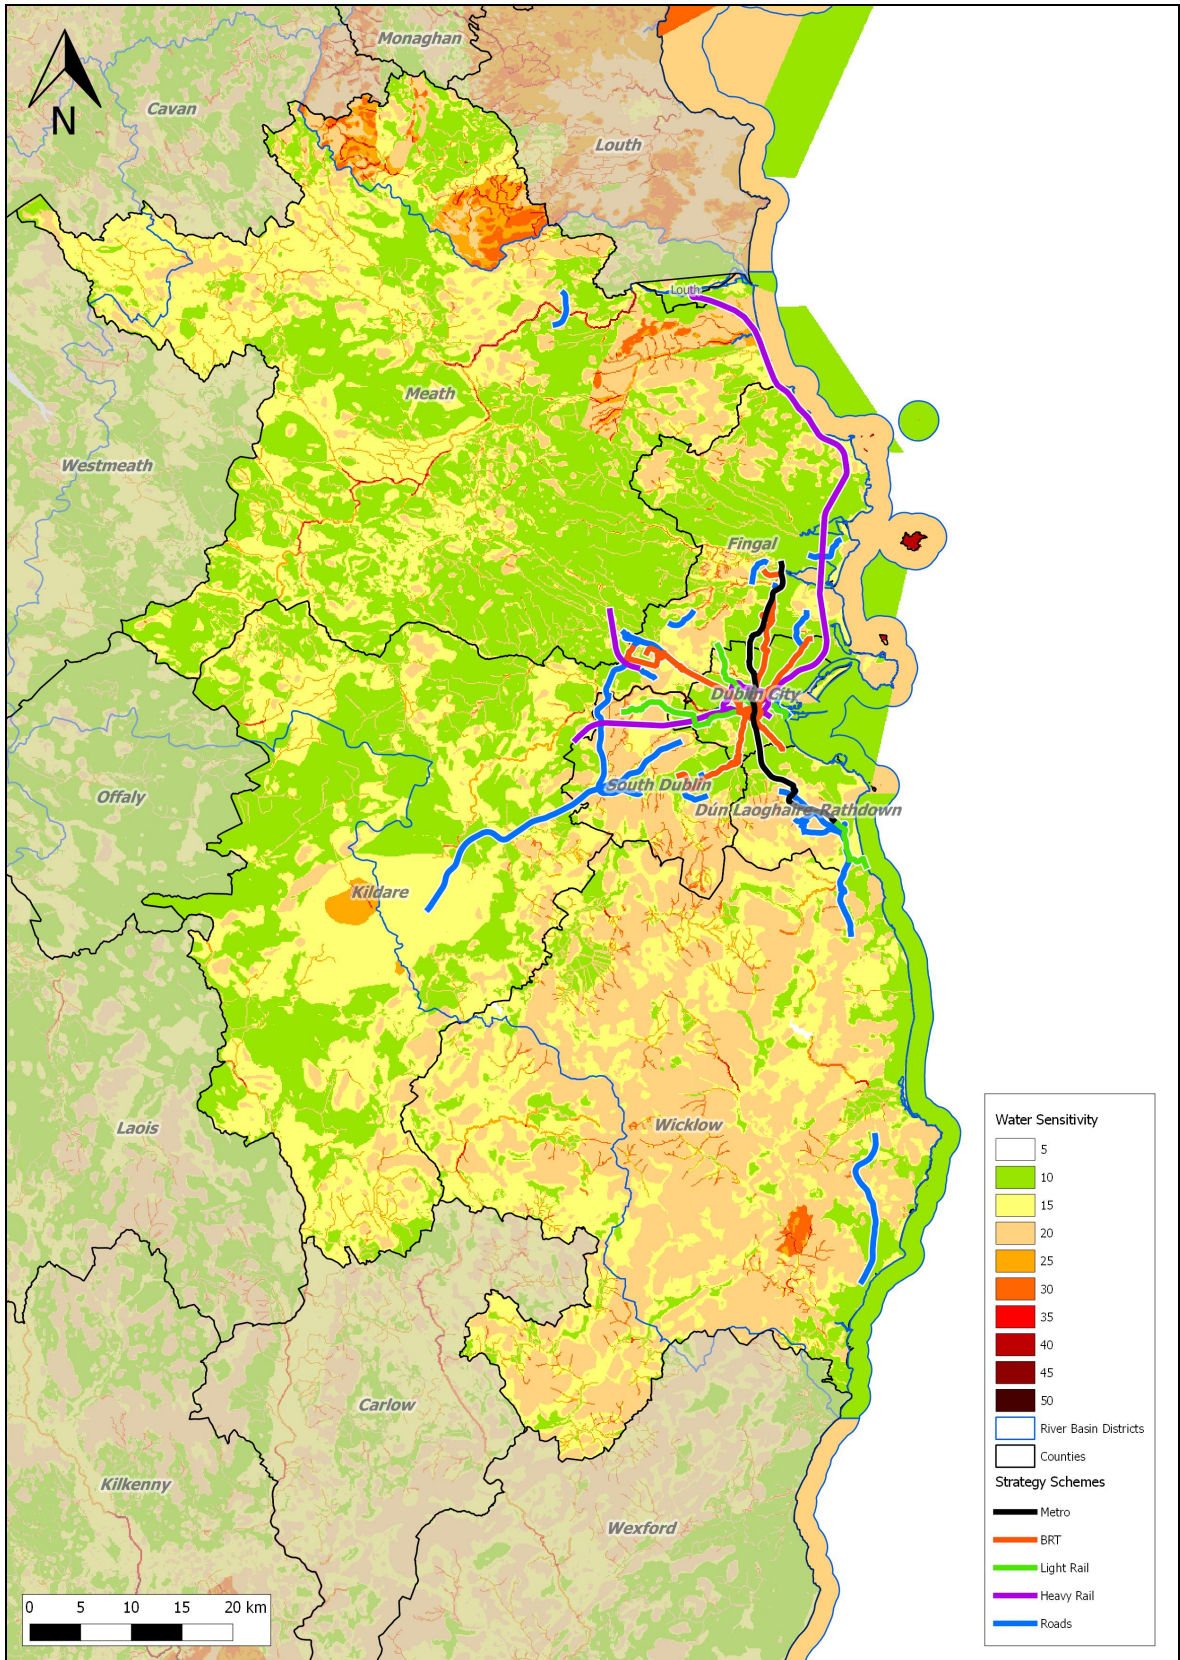 Monaghan
N
Cavan
Louth
Louth
Meath
Westmeath
Fingal
Dublin City
Offaly
South Dublin
Dún Laoghaire-Rathdown
Kildare
Laois
Wicklow
Carlow
Kilkenny
Wexford
Water Sensitivity
5
10
15
20
25
30
35
40
45
50
River Basin Districts
Counties
Strategy Schemes
Metro
BRT
Light Rail
Heavy Rail
Roads
0 5 10 15 20 km